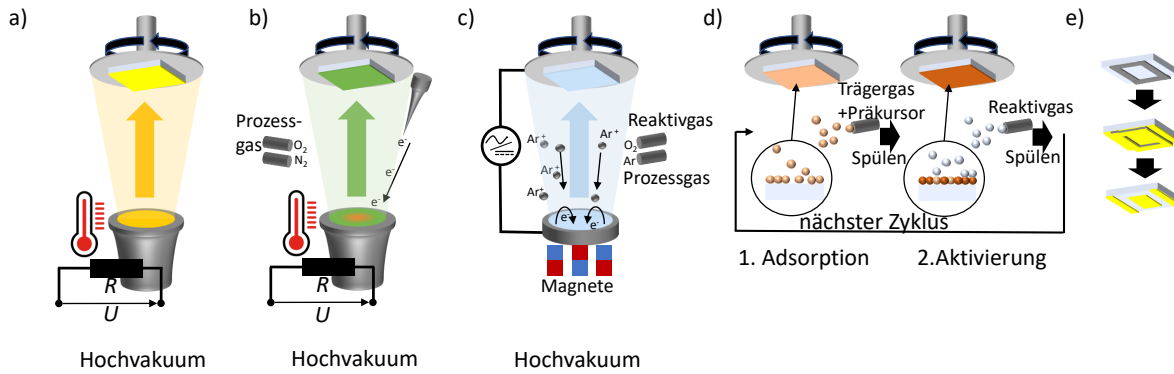 a)
R
U
Hochvakuum
b)
Prozess-
gas
O2
N2
e-
e-
e-
R
U
Hochvakuum
c)
Ar+
Ar+
Ar+
Ar+
Reaktivgas
O2
Ar
Prozessgas
e-
e-
Magnete
Hochvakuum
d)
Trägergas
+Präkursor
Spülen
Reaktivgas
Spülen
nächster Zyklus
1. Adsorption
2.Aktivierung
e)